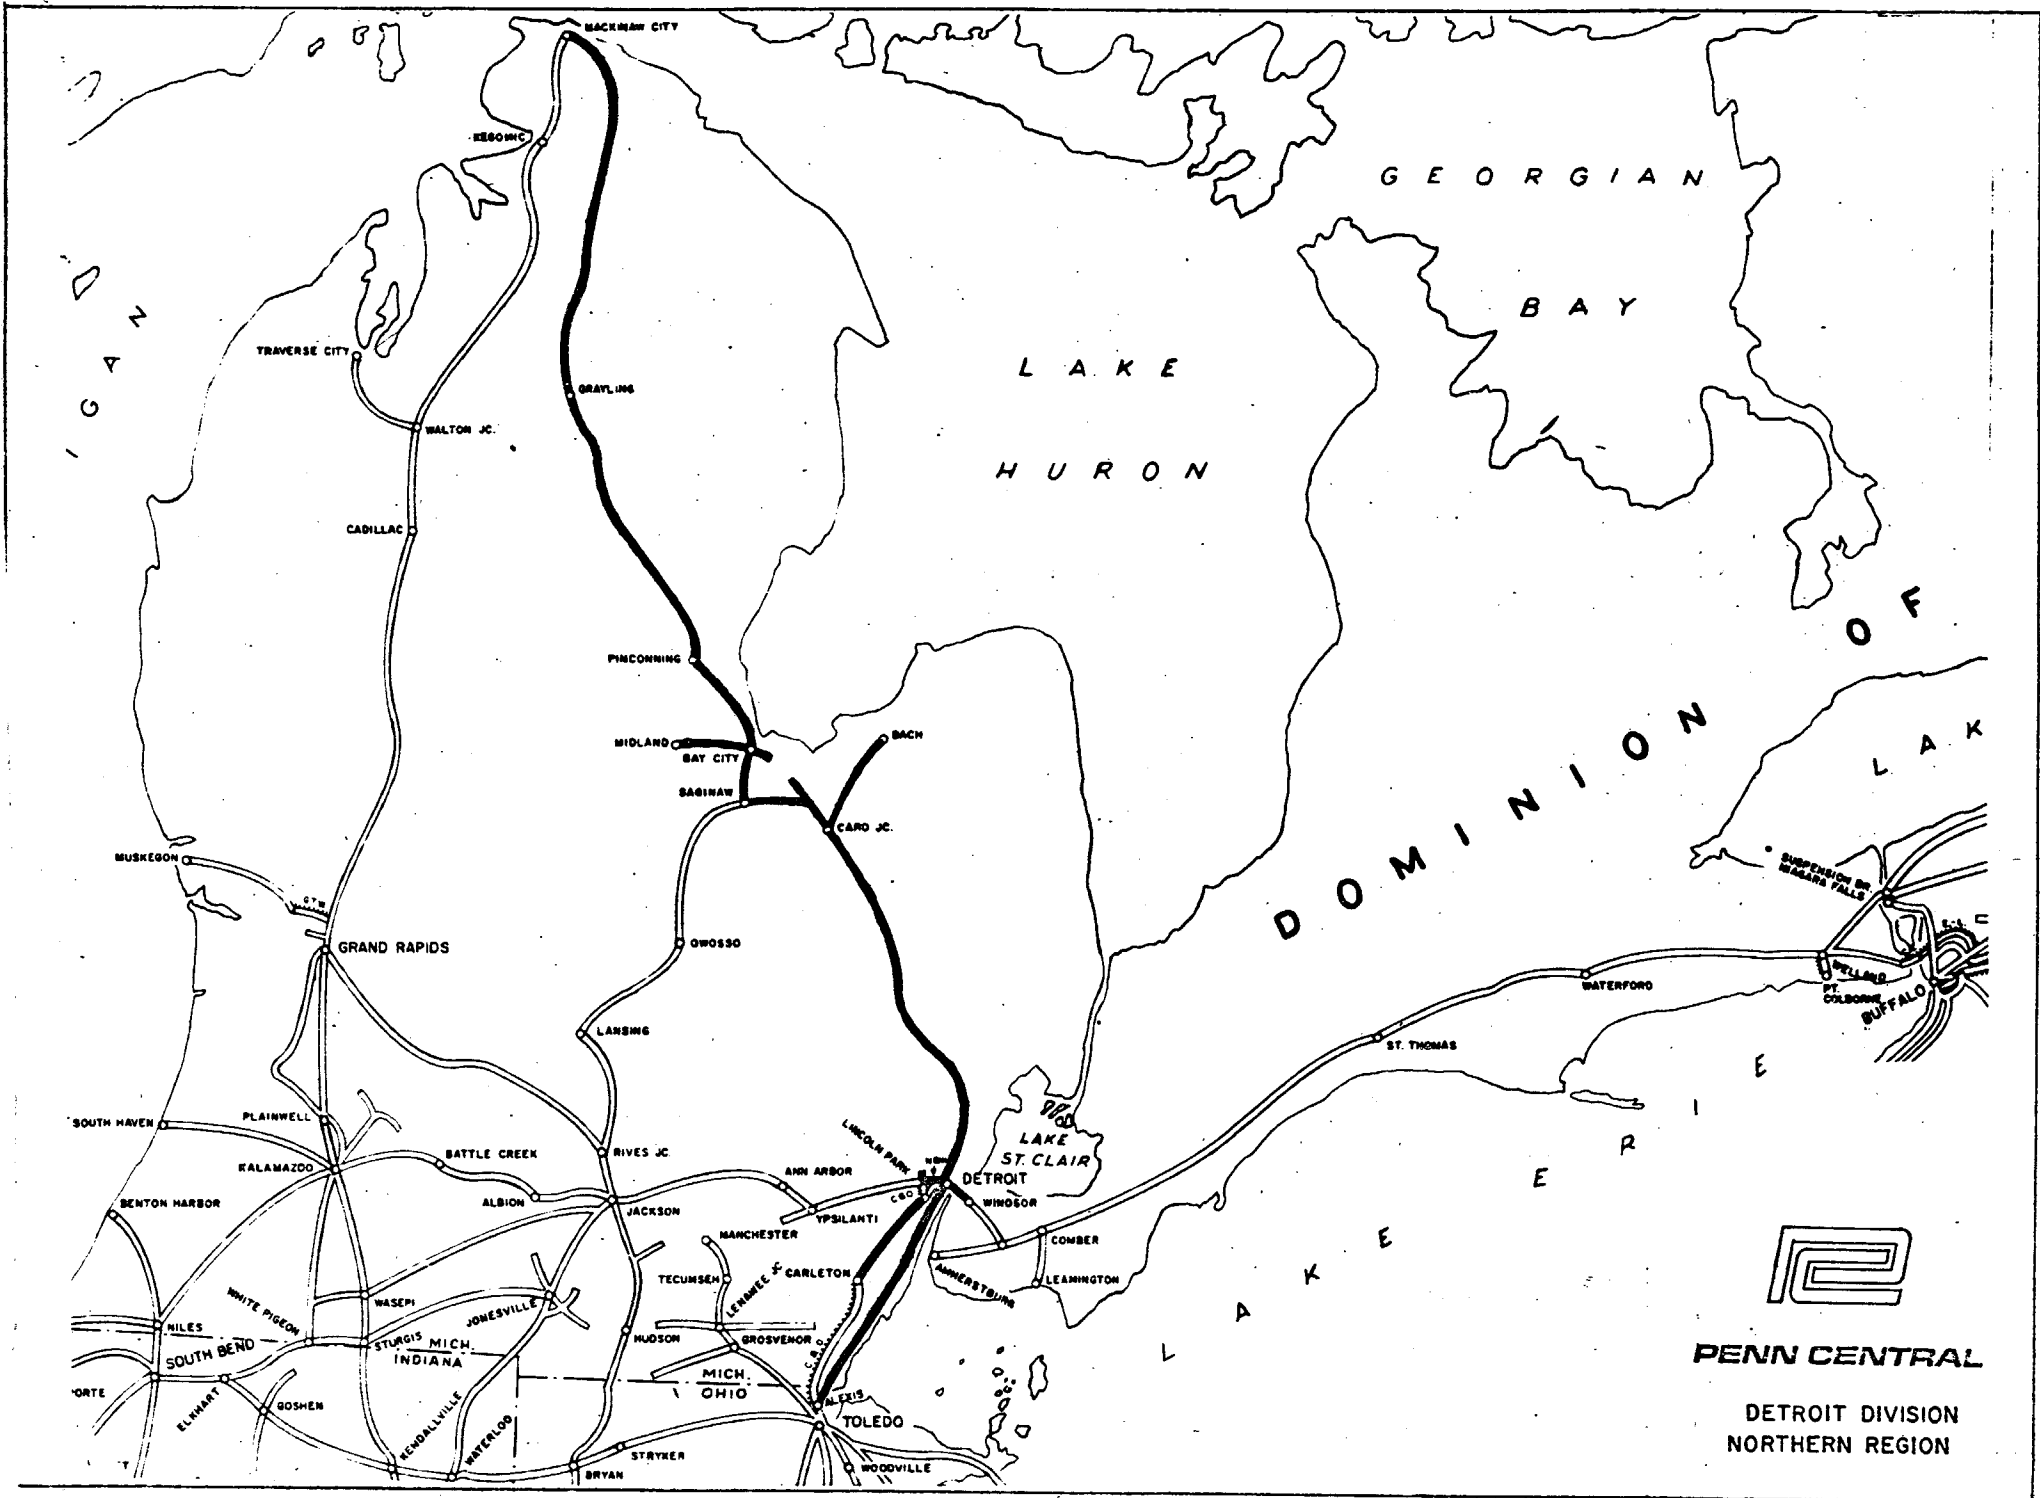 MACKINAW CITY
KEGOMIC
GEORGIAN
BAY
IGAN
TRAVERSE CITY
GRAYLING
WALTON JC.
LAKE
HURON
CADILLAC
DOMINION OF
PINCONNING
MIDLAND
BAY CITY
BACH
SAGINAW
CARO JC.
LAK
MUSKEGON
G T W
GRAND RAPIDS
OWOSSO
SUSPENSION BR.
NIAGARA FALLS
WELLAND
PT.
COLBORNE
BUFFALO
WATERFORD
LANSING
ST. THOMAS
SOUTH HAVEN
PLAINWELL
KALAMAZOO
BATTLE CREEK
RIVES JC.
ALBION
JACKSON
ANN ARBOR
YPSILANTI
LINCOLN PARK
C & O
DETROIT
LAKE
ST. CLAIR
WINDSOR
COMBER
AMHERSTBURG
LEAMINGTON
LAKE ERIE
BENTON HARBOR
MANCHESTER
TECUMSEH
LENAWEE JC
CARLETON
WHITE PIGEON
WASEPI
JONESVILLE
NILES
SOUTH BEND
STURGIS
MICH.
INDIANA
HUDSON
GROSVENOR
C & O
MICH.
OHIO
ALEXIS
TOLEDO
PORTE
ELKHART
GOSHEN
KENDALLVILLE
WATERLOO
BRYAN
STRYKER
WOODVILLE
PENN CENTRAL
DETROIT DIVISION
NORTHERN REGION